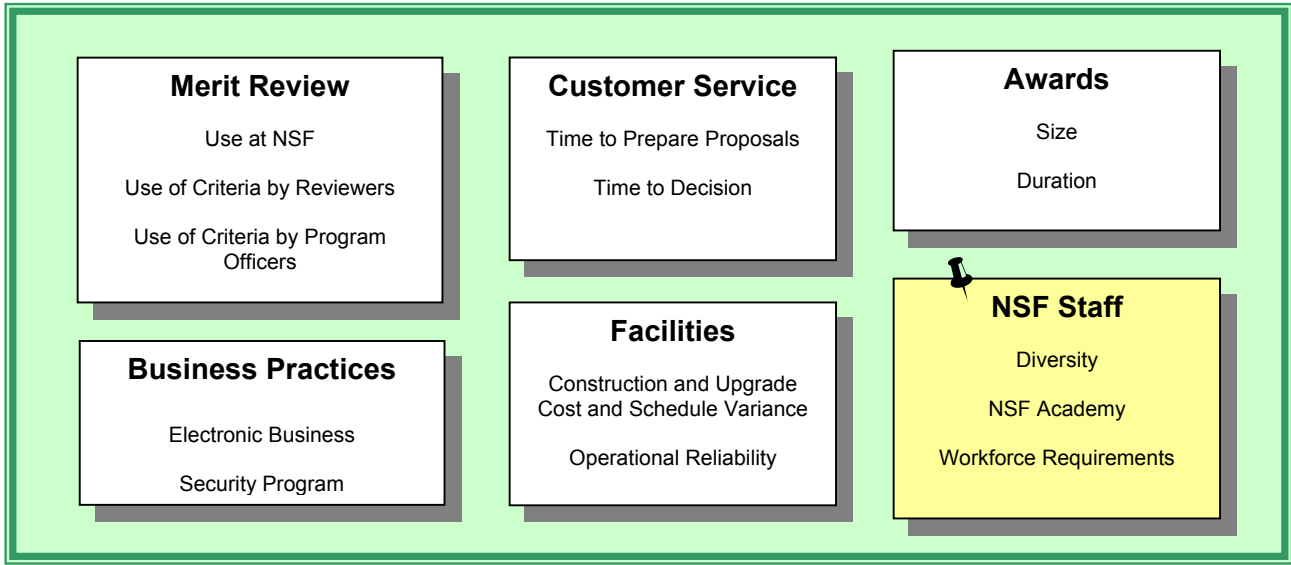 Merit Review
Use at NSF
Use of Criteria by Reviewers
Use of Criteria by Program
Officers
Customer Service
Time to Prepare Proposals
Time to Decision
Awards
Size
Duration
Business Practices
Electronic Business
Security Program
Facilities
Construction and Upgrade
Cost and Schedule Variance
Operational Reliability
NSF Staff
Diversity
NSF Academy
Workforce Requirements